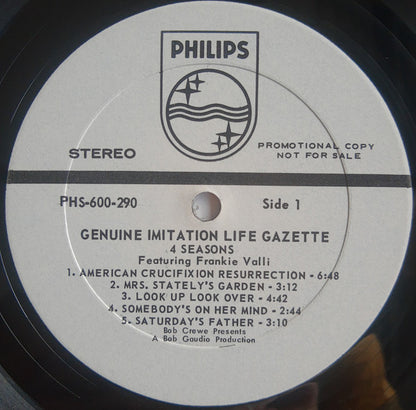 PHILIPS
STEREO
PROMOTIONAL COPY
NOT FOR SALE
PHS-600-290
Side 1
GENUINE IMITATION LIFE GAZETTE
4 SEASONS
Featuring Frankie Valli
1. AMERICAN CRUCIFIXION RESURRECTION - 6:48
2. MRS. STATELY'S GARDEN - 3:12
3. LOOK UP LOOK OVER - 4:42
4. SOMEBODY'S ON HER MIND - 2:44
5. SATURDAY'S FATHER - 3:10
Bob Crewe Presents
A Bob Gaudio Production